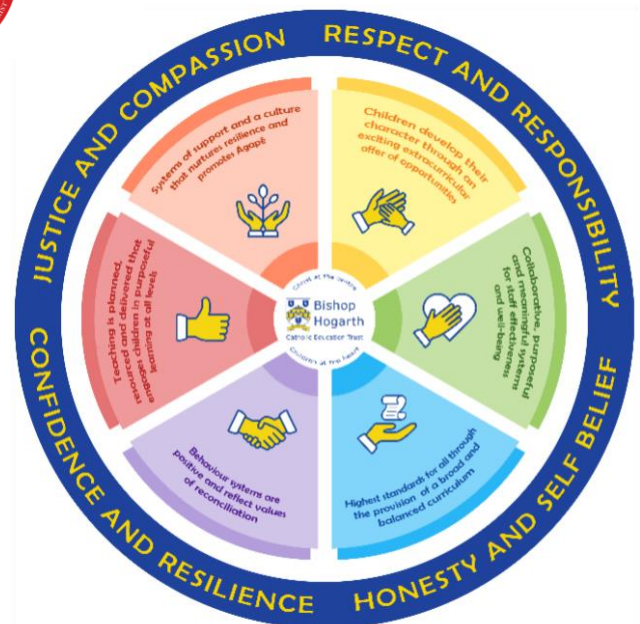 JUSTICE AND COMPASSION
RESPECT AND RESPONSIBILITY
HONESTY AND SELF BELIEF
CONFIDENCE AND RESILIENCE
Systems of support and a culture
that nurtures resilience and
promotes Agapé
Children develop their
character through an
exciting extracurricular
offer of opportunities
Collaborative, purposeful
and meaningful systems
for staff effectiveness
and well-being
Highest standards for all through
the provision of a broad and
balanced curriculum
Behaviour systems are
positive and reflect values
of reconciliation
Teaching is planned,
resourced and delivered that
engages children in purposeful
learning at all levels
Christ at the centre
Bishop
Hogarth
Catholic Education Trust
Children at the heart